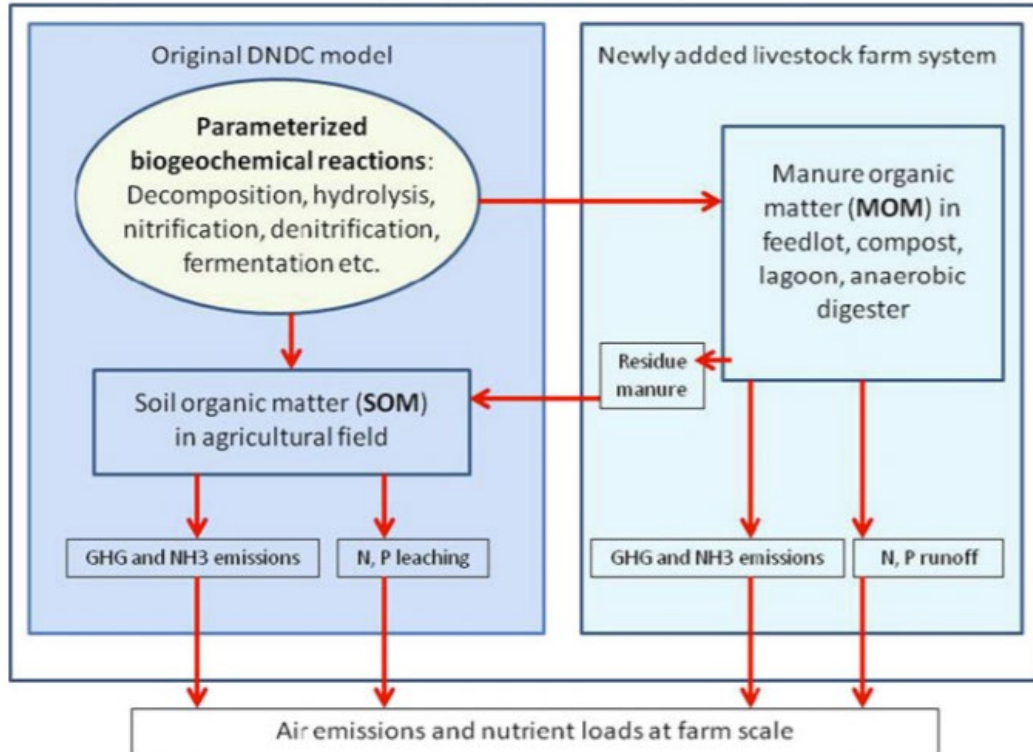 Original DNDC model
Parameterized
biogeochemical reactions:
Decomposition, hydrolysis,
nitrification, denitrification,
fermentation etc.
Soil organic matter (SOM)
in agricultural field
GHG and NH3 emissions
N, P leaching
Newly added livestock farm system
Manure organic
matter (MOM) in
feedlot, compost,
lagoon, anaerobic
digester
Residue
manure
GHG and NH3 emissions
N, P runoff
Air emissions and nutrient loads at farm scale